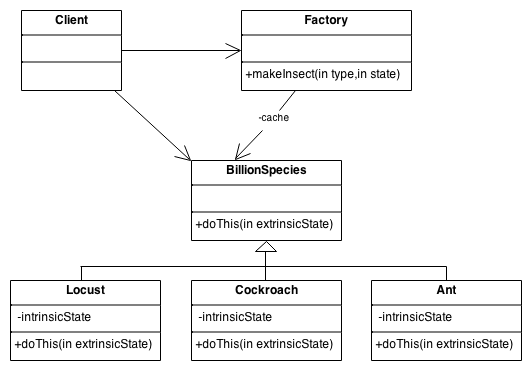 Client
Factory
+makeInsect(in type,in state)
-cache
BillionSpecies
+doThis(in extrinsicState)
Locust
-intrinsicState
+doThis(in extrinsicState)
Cockroach
-intrinsicState
+doThis(in extrinsicState)
Ant
-intrinsicState
+doThis(in extrinsicState)